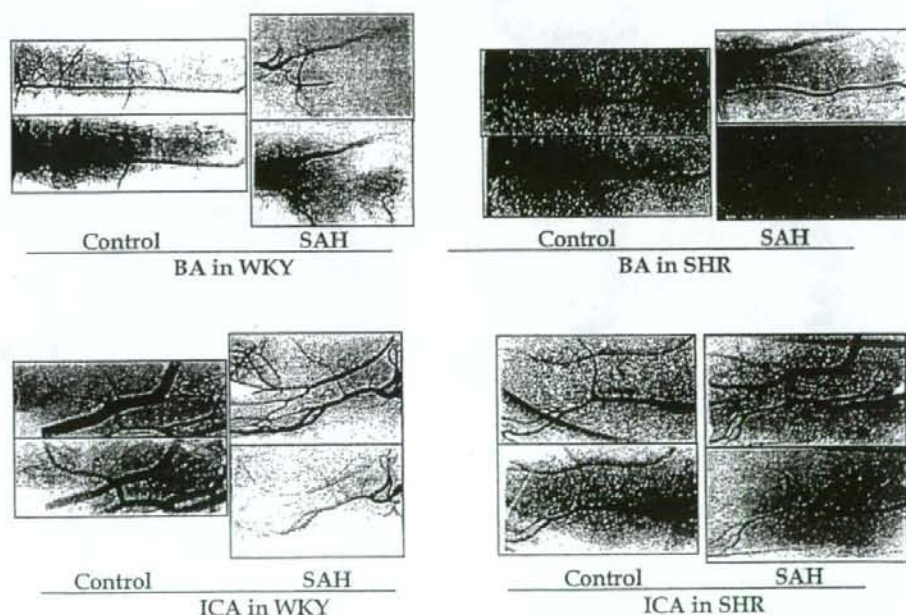 Control SAH
BA in WKY
Control SAH
BA in SHR
Control SAH
ICA in WKY
Control SAH
ICA in SHR